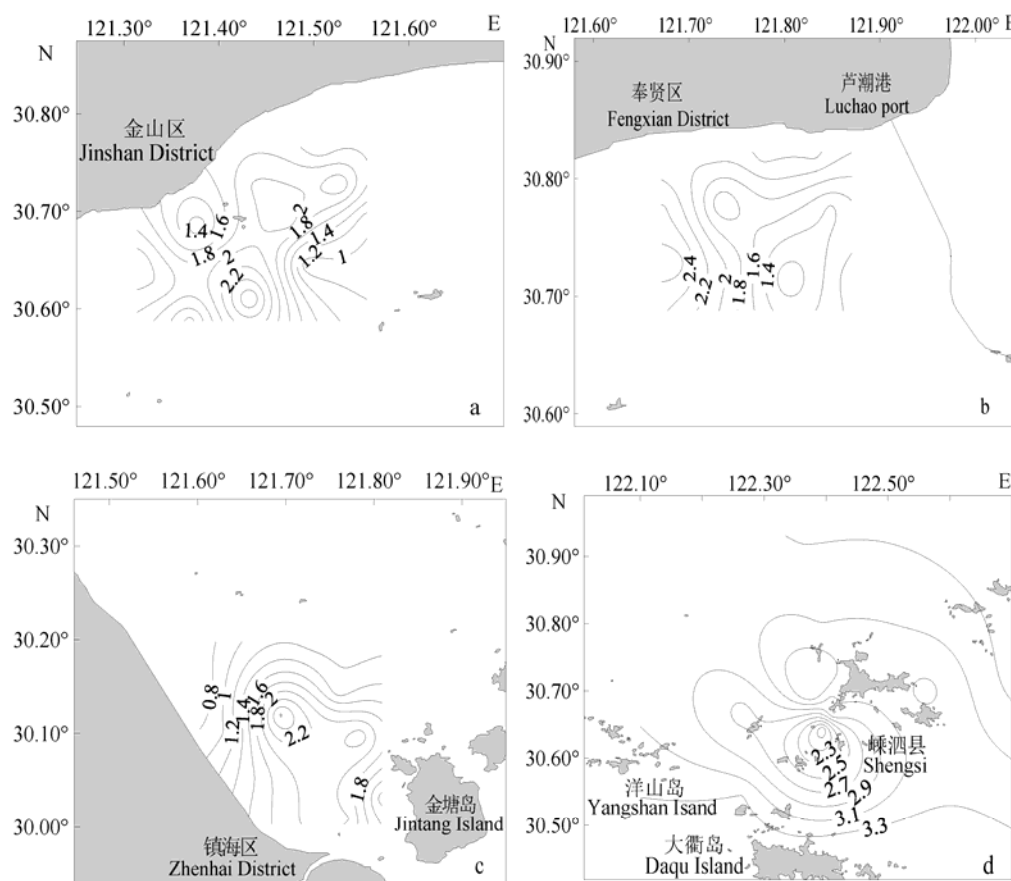 121.30° 121.40° 121.50° 121.60° E
N
30.80°
30.70°
30.60°
30.50°
金山区
Jinshan District
1.4
1.6
1.8
2
2.2
2
1.8
1.4
1.2
1
a
121.60° 121.70° 121.80° 121.90° 122.00° E
N
30.90°
30.80°
30.70°
30.60°
奉贤区
Fengxian District
芦潮港
Luchao port
2.4
2.2
2
1.8
1.6
1.4
b
121.50° 121.60° 121.70° 121.80° 121.90° E
N
30.30°
30.20°
30.10°
30.00°
0.8
1
1.2
1.4
1.6
1.8
2
2.2
1.8
金塘岛
Jintang Island
镇海区
Zhenhai District
c
122.10° 122.30° 122.50° E
N
30.90°
30.80°
30.70°
30.60°
30.50°
2.3
2.5
2.7
2.9
3.1
3.3
嵊泗县
Shengsi
洋山岛
Yangshan Isand
大衢岛
Daqu Island
d